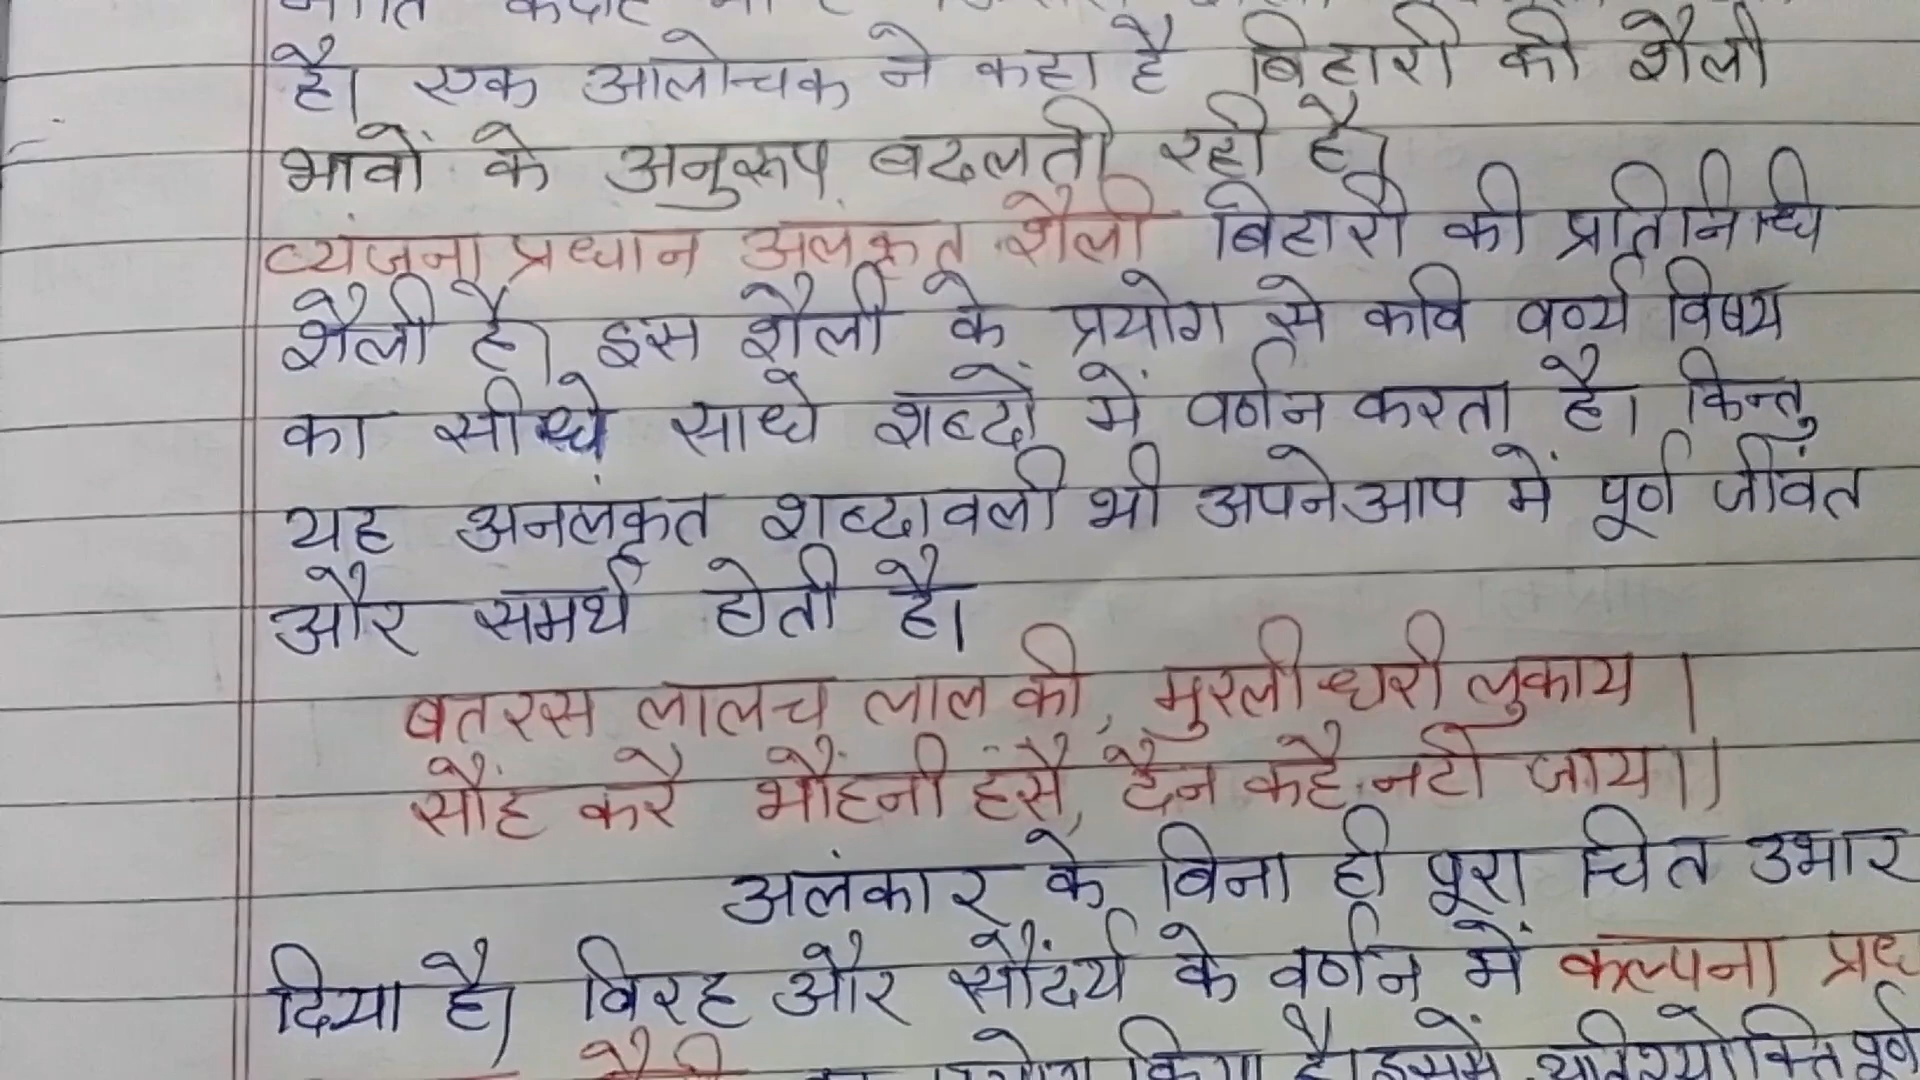 है। एक आलोचक ने कहा है बिहारी की शैली
भावों के अनुरूप बदलती रही है।
व्यंजना प्रधान अलंकृत शैली बिहारी की प्रतिनिधि
शैली है। इस शैली के प्रयोग से कवि वर्ण्य विषय
का सीधे साधे शब्दों में वर्णन करता है। किन्तु
यह अनलंकृत शब्दावली भी अपने आप में पूर्ण जीवंत
और समर्थ होती है।
बतरस लालच लाल की, मुरली धरी लुकाय।
सौंह करै भौंहनी हंसै, दैन कहै, नटी जाय।।
अलंकार के बिना ही पूरा चित उभार
दिया है। विरह और सौंदर्य के वर्णन में कल्पना प्रध
किया है। इसमें